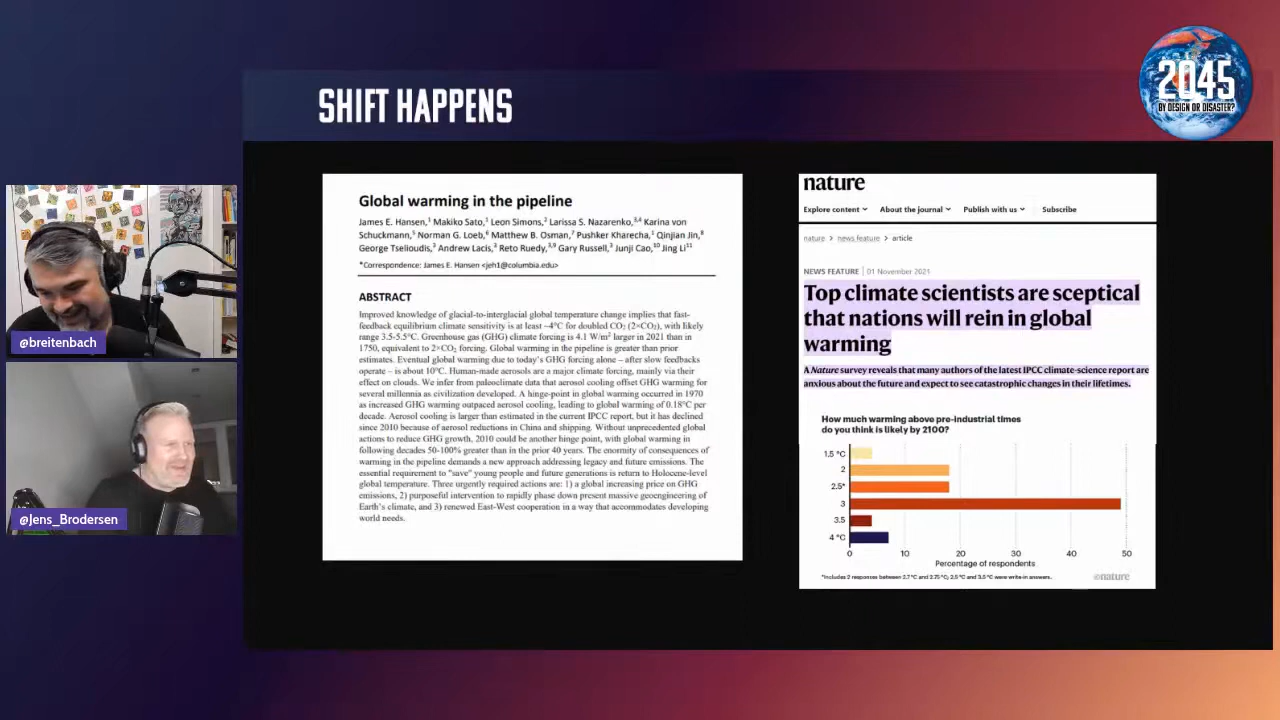 SHIFT HAPPENS
2045
BY DESIGN OR DISASTER?
@breitenbach
@Jens_Brodersen
Global warming in the pipeline
James E. Hansen,1 Makiko Sato,1 Leon Simons,2 Larissa S. Nazarenko,3,4 Karina von
Schuckmann,5 Norman G. Loeb,6 Matthew B. Osman,7 Pushker Kharecha,1 Qinjian Jin,8
George Tselioudis,3 Andrew Lacis,3 Reto Ruedy,3,9 Gary Russell,3 Junji Cao,10 Jing Li11
*Correspondence: James E. Hansen <jeh1@columbia.edu>
ABSTRACT
Improved knowledge of glacial-to-interglacial global temperature change implies that fast-
feedback equilibrium climate sensitivity is at least ~4°C for doubled CO2 (2×CO2), with likely
range 3.5-5.5°C. Greenhouse gas (GHG) climate forcing is 4.1 W/m2 larger in 2021 than in
1750, equivalent to 2×CO2 forcing. Global warming in the pipeline is greater than prior
estimates. Eventual global warming due to today's GHG forcing alone – after slow feedbacks
operate – is about 10°C. Human-made aerosols are a major climate forcing, mainly via their
effect on clouds. We infer from paleoclimate data that aerosol cooling offset GHG warming for
several millennia as civilization developed. A hinge-point in global warming occurred in 1970
as increased GHG warming outpaced aerosol cooling, leading to global warming of 0.18°C per
decade. Aerosol cooling is larger than estimated in the current IPCC report, but it has declined
since 2010 because of aerosol reductions in China and shipping. Without unprecedented global
actions to reduce GHG growth, 2010 could be another hinge point, with global warming in
following decades 50-100% greater than in the prior 40 years. The enormity of consequences of
warming in the pipeline demands a new approach addressing legacy and future emissions. The
essential requirement to "save" young people and future generations is return to Holocene-level
global temperature. Three urgently required actions are: 1) a global increasing price on GHG
emissions, 2) purposeful intervention to rapidly phase down present massive geoengineering of
Earth's climate, and 3) renewed East-West cooperation in a way that accommodates developing
world needs.
nature
Explore content About the journal Publish with us Subscribe
nature > news feature > article
NEWS FEATURE | 01 November 2021
Top climate scientists are sceptical
that nations will rein in global
warming
A Nature survey reveals that many authors of the latest IPCC climate-science report are
anxious about the future and expect to see catastrophic changes in their lifetimes.
How much warming above pre-industrial times
do you think is likely by 2100?
1.5 °C
2
2.5*
3
3.5
4 °C
0 10 20 30 40 50
Percentage of respondents
*Includes 2 responses between 2.7 °C and 2.75 °C; 2.5 °C and 3.5 °C were write-in answers.
©nature